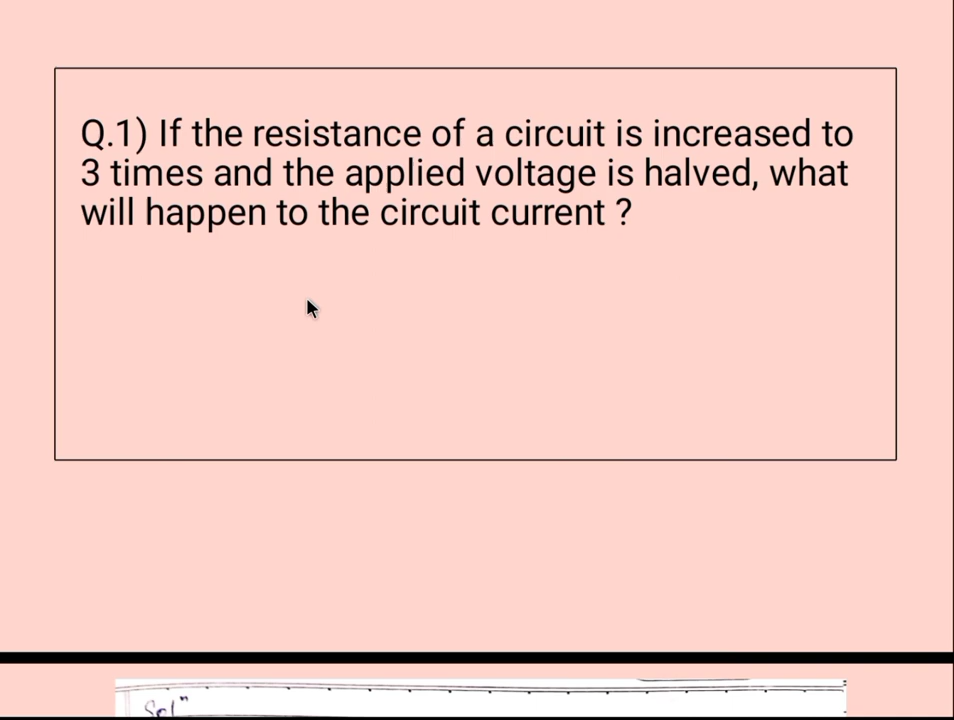 Q.1) If the resistance of a circuit is increased to
3 times and the applied voltage is halved, what
will happen to the circuit current ?
Solⁿ